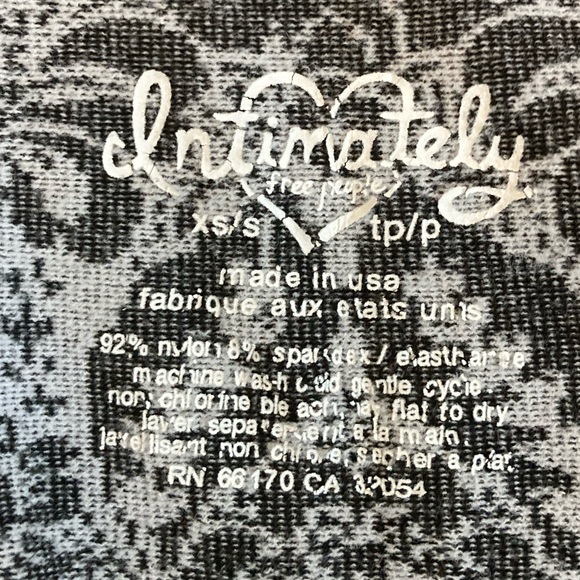 Intimately
free people
xs/s tp/p
made in usa
fabrique aux etats unis
92% nylon 8% spandex / elasthanne
machine wash cold gentle cycle
non chlorine bleach, lay flat to dry
laver separement a la main.
javellisant non chlore, secher a plat
RN 66170 CA 32054